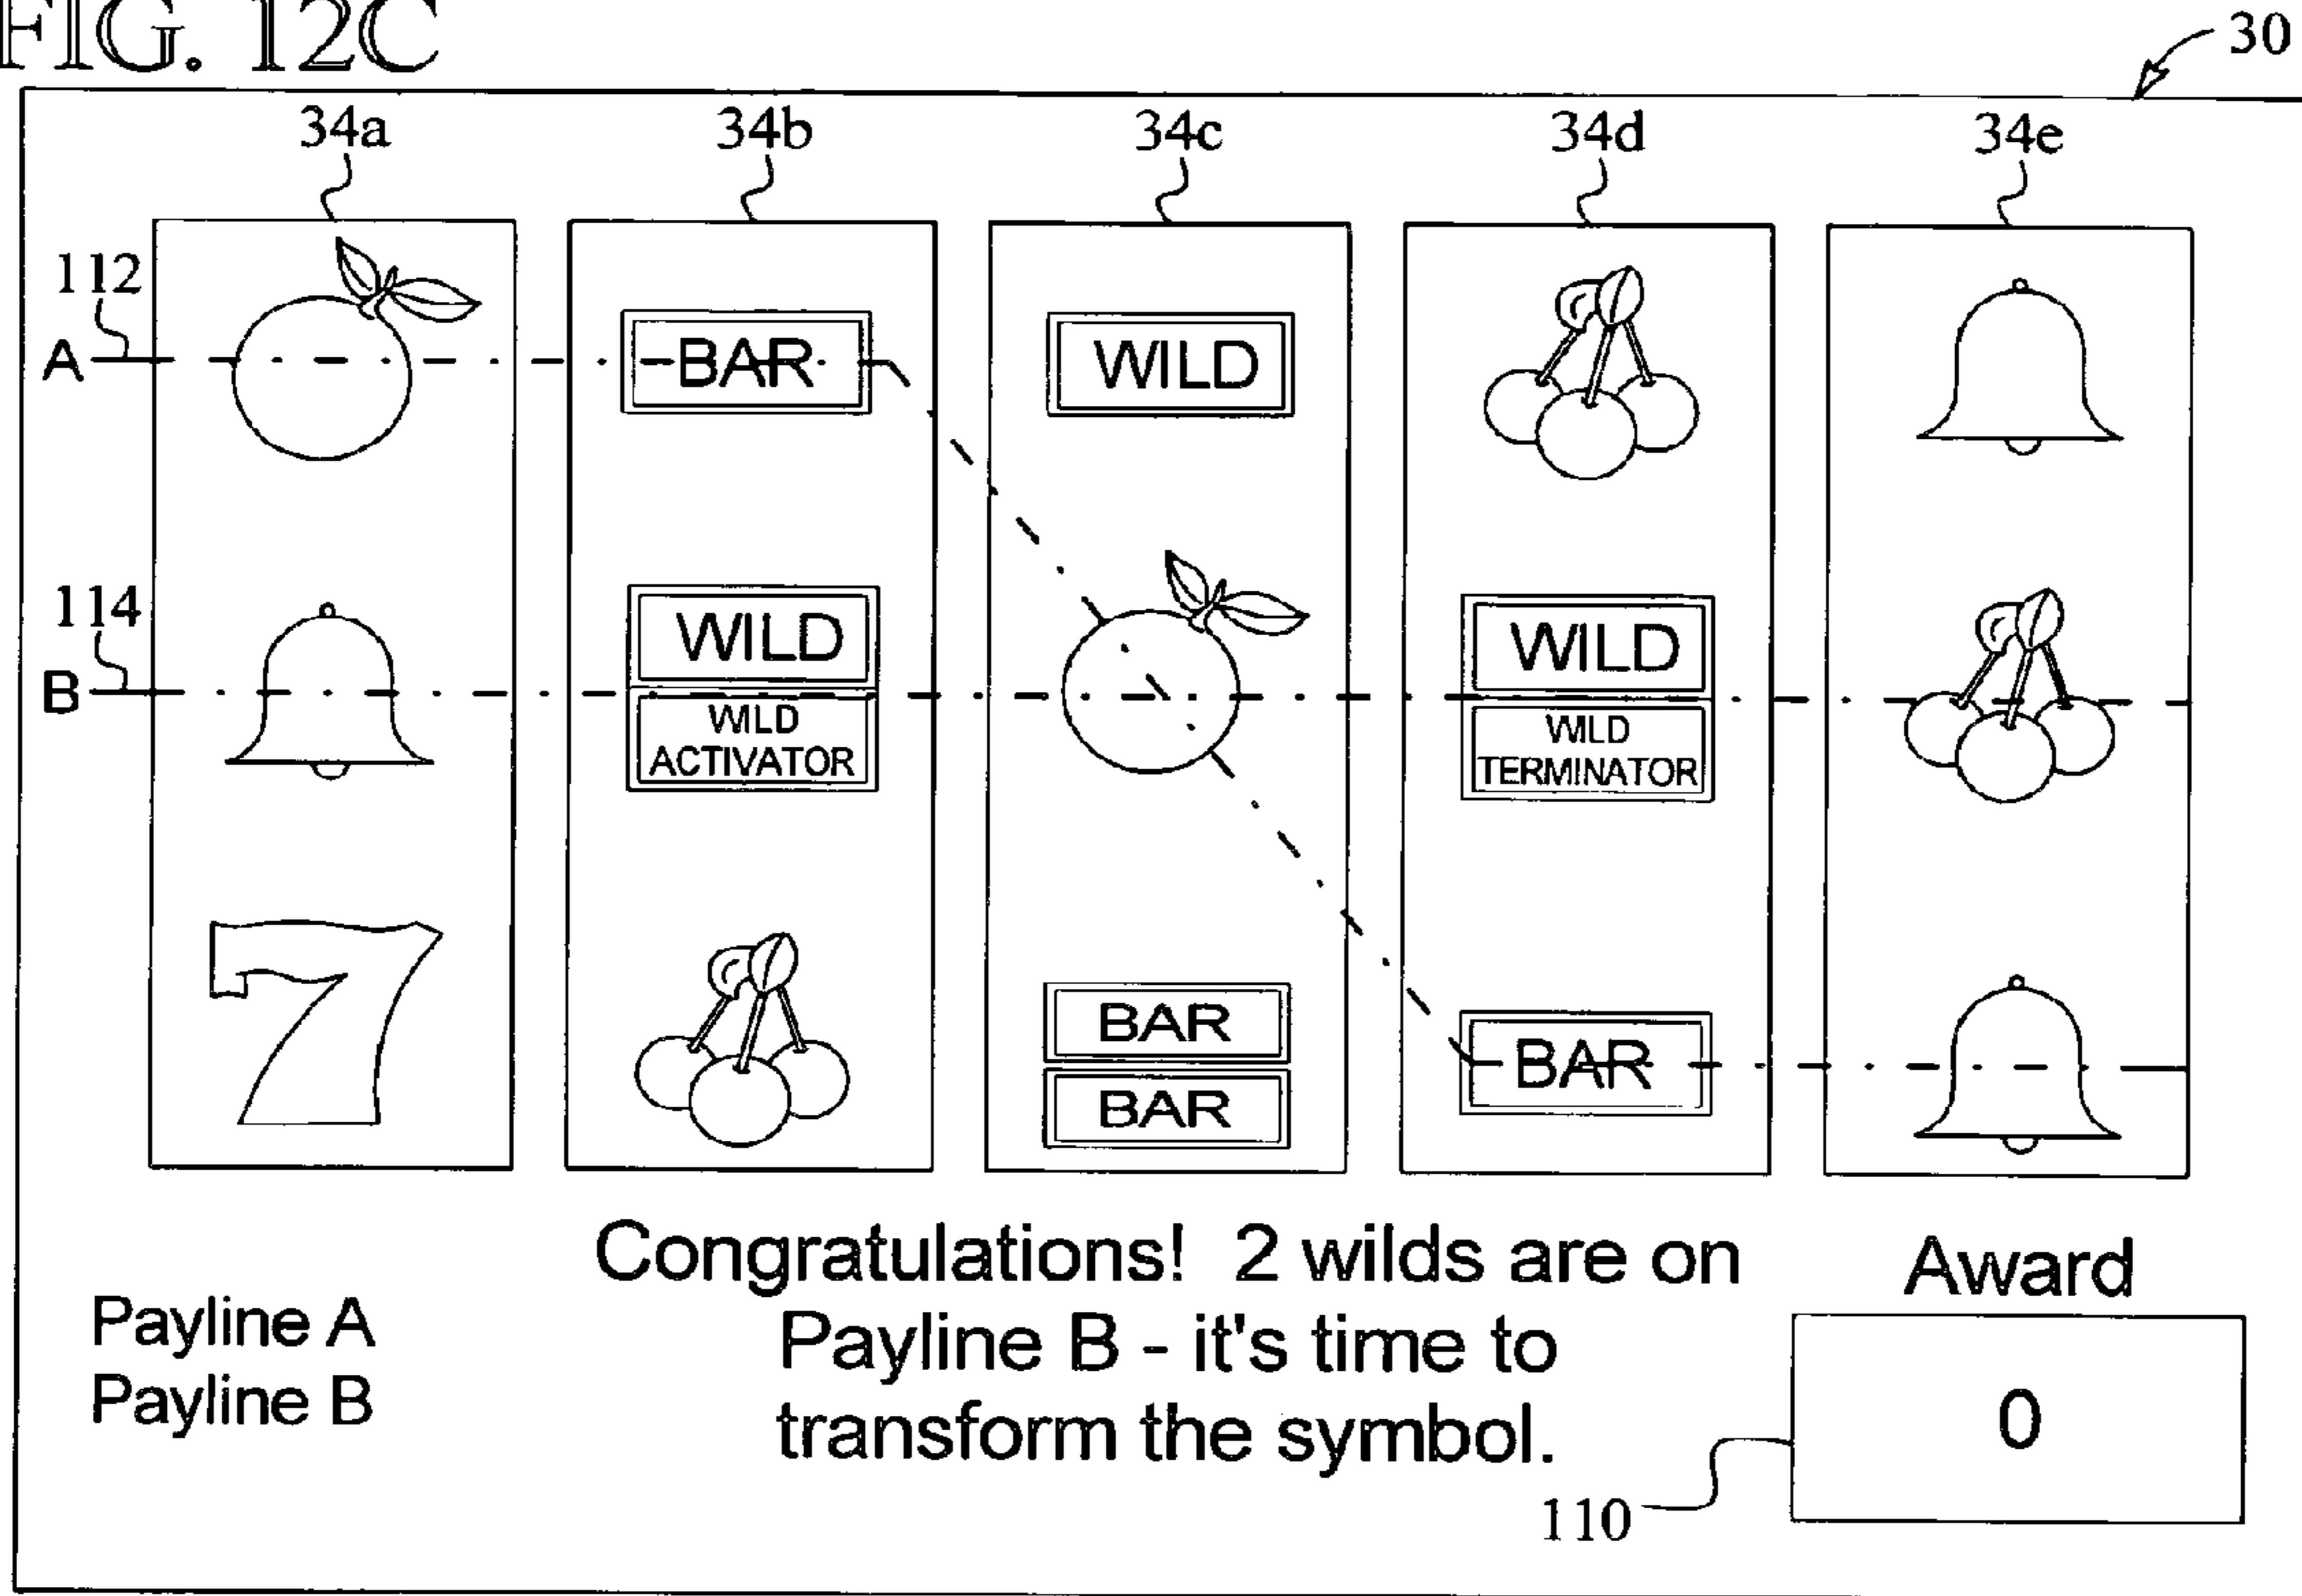 FIG. 12C
30
34a 34b 34c 34d 34e
112
A BAR WILD
114
WILD WILD
B
WILD WILD
ACTIVATOR TERMINATOR
7
BAR
BAR
BAR
Congratulations! 2 wilds are on
Payline B - it's time to
transform the symbol.
Award
Payline A
Payline B
0
110